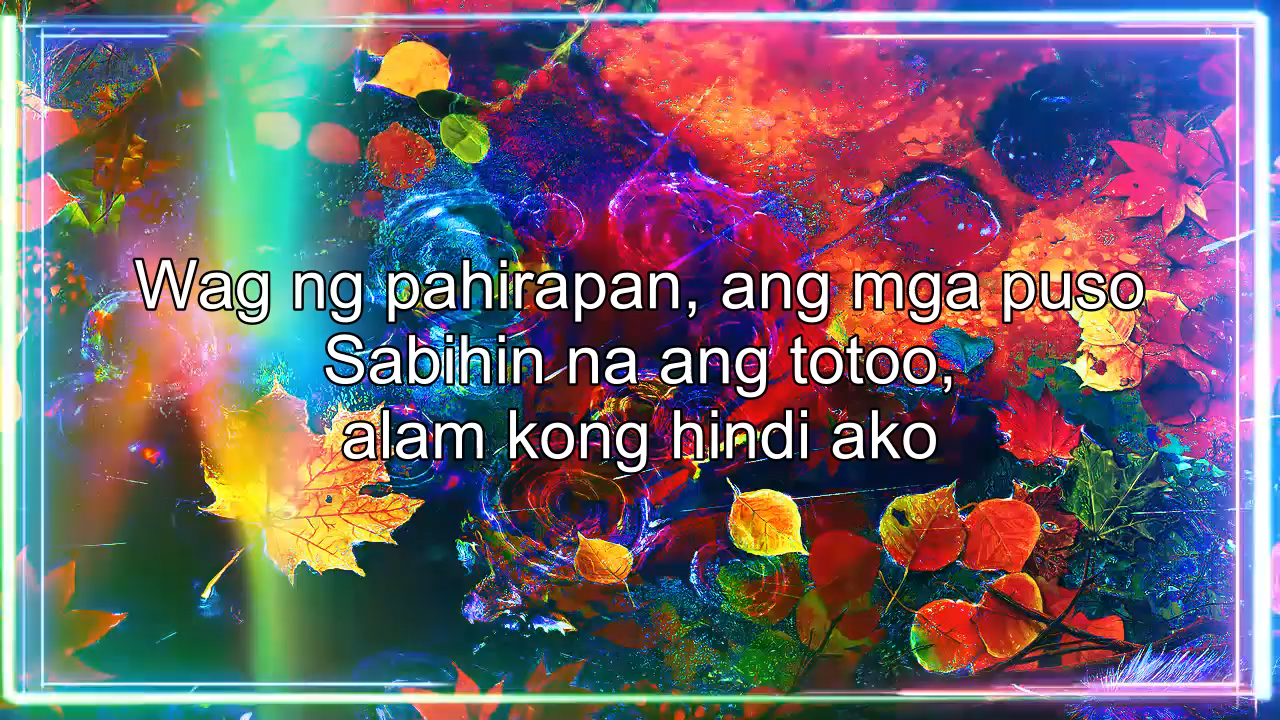 Wag ng pahirapan, ang mga puso
Sabihin na ang totoo,
alam kong hindi ako